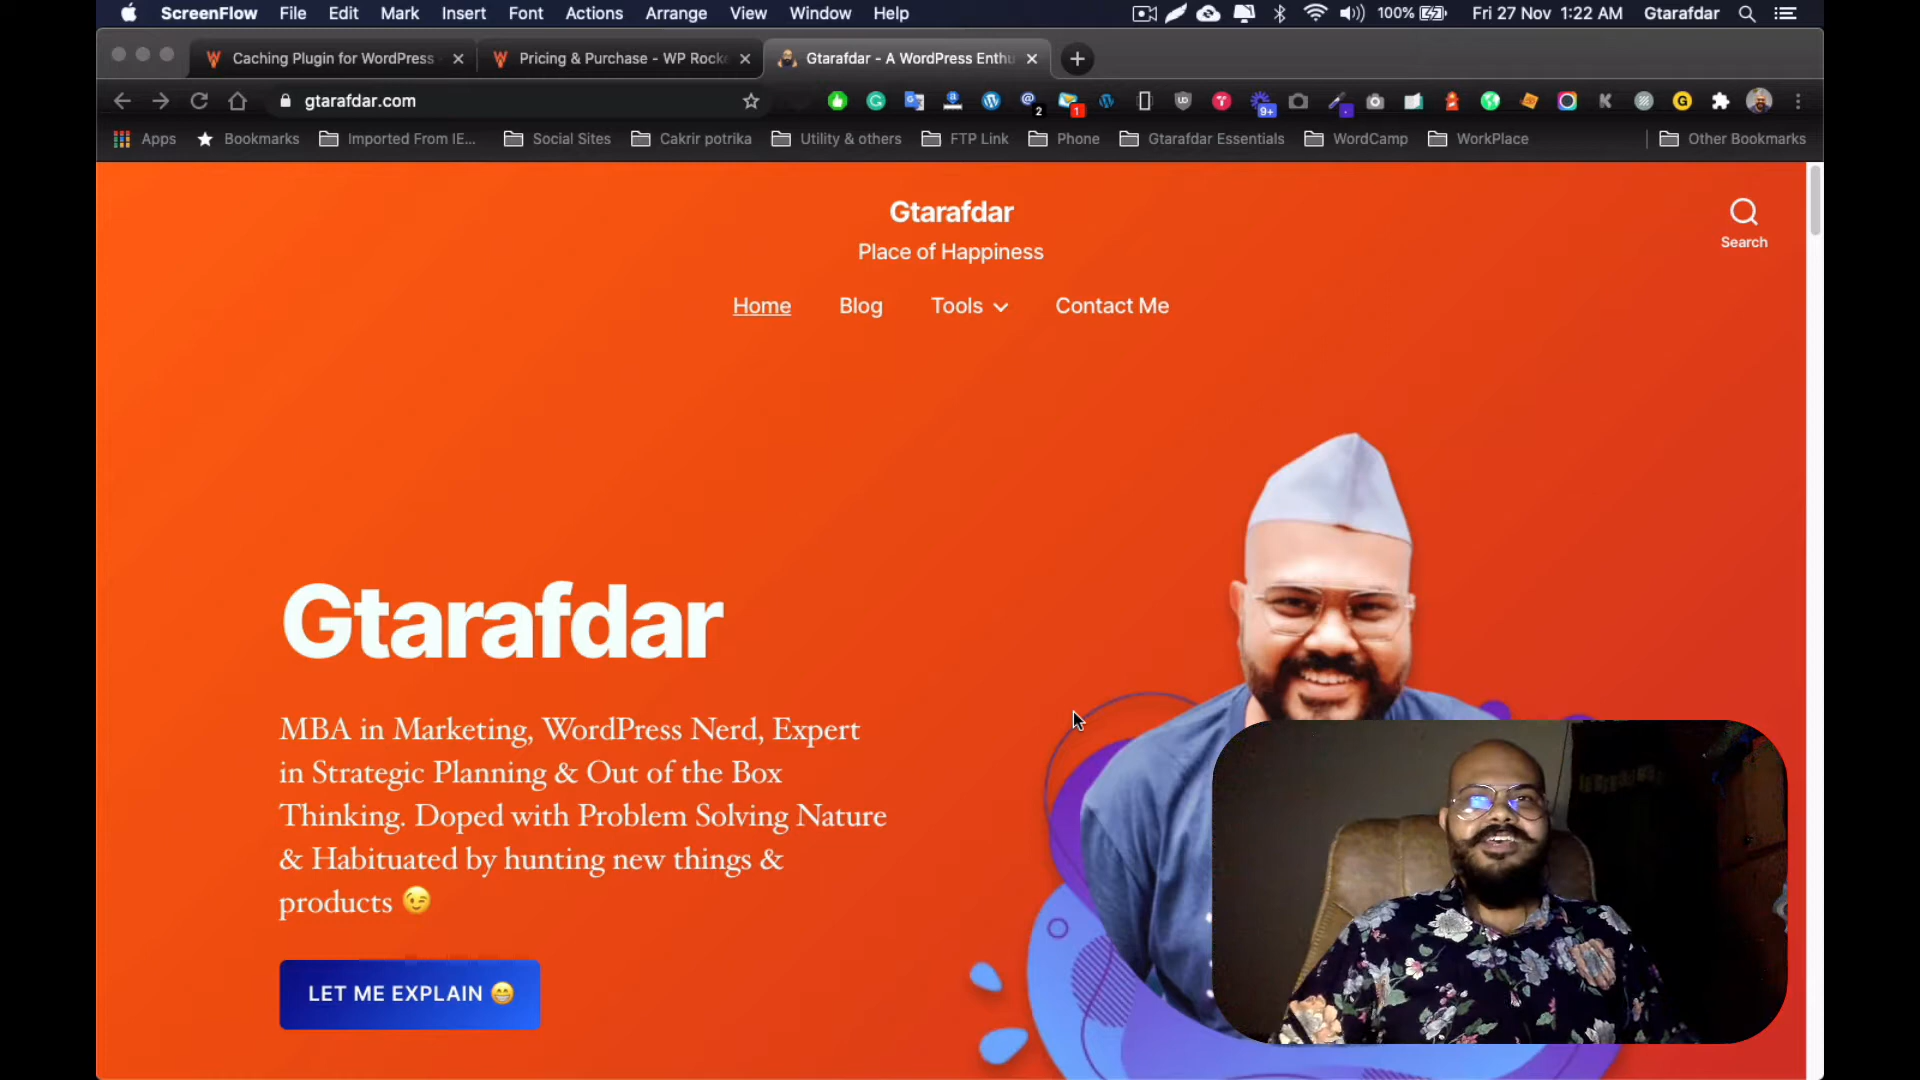 ScreenFlow File Edit Mark Insert Font Actions Arrange View Window Help 100% Fri 27 Nov 1:22 AM Gtarafdar
Caching Plugin for WordPress Pricing & Purchase - WP Rocke Gtarafdar - A WordPress Enthu
gtarafdar.com 2 1 9+
Apps Bookmarks Imported From IE... Social Sites Cakrir potrika Utility & others FTP Link Phone Gtarafdar Essentials WordCamp WorkPlace Other Bookmarks
Gtarafdar
Place of Happiness
Search
Home Blog Tools Contact Me
Gtarafdar
MBA in Marketing, WordPress Nerd, Expert
in Strategic Planning & Out of the Box
Thinking. Doped with Problem Solving Nature
& Habituated by hunting new things &
products 😉
LET ME EXPLAIN 😁